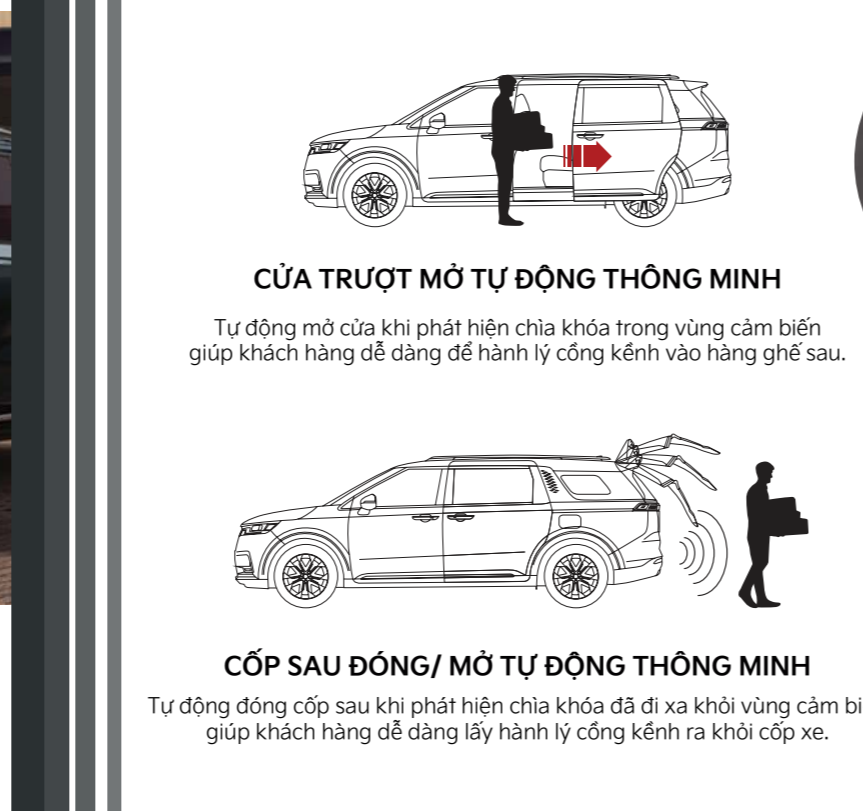 CỬA TRƯỢT MỞ TỰ ĐỘNG THÔNG MINH
Tự động mở cửa khi phát hiện chìa khóa trong vùng cảm biến
giúp khách hàng dễ dàng để hành lý cồng kềnh vào hàng ghế sau.
CỐP SAU ĐÓNG/ MỞ TỰ ĐỘNG THÔNG MINH
Tự động đóng cốp sau khi phát hiện chìa khóa đã đi xa khỏi vùng cảm bi
giúp khách hàng dễ dàng lấy hành lý cồng kềnh ra khỏi cốp xe.